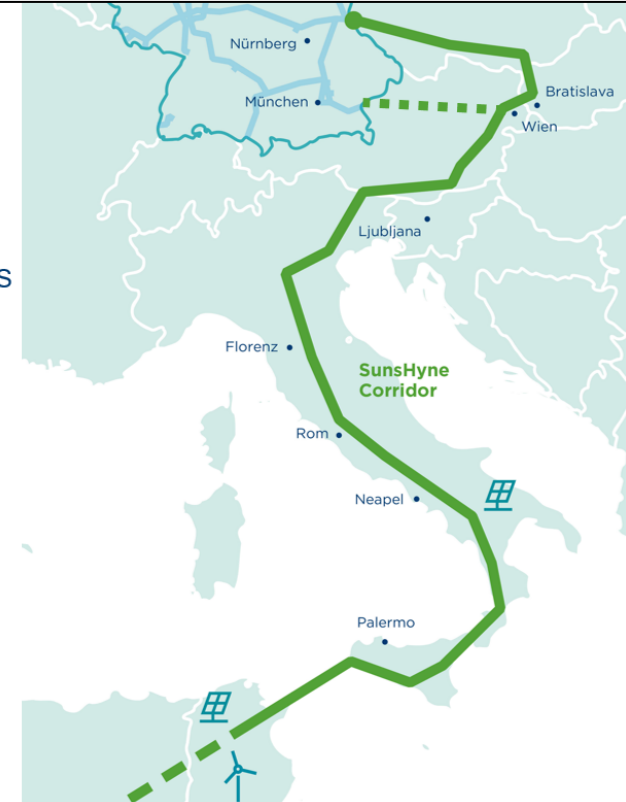 Nürnberg
München
Bratislava
Wien
Ljubljana
S
Florenz
SunsHyne
Corridor
Rom
Neapel
Palermo